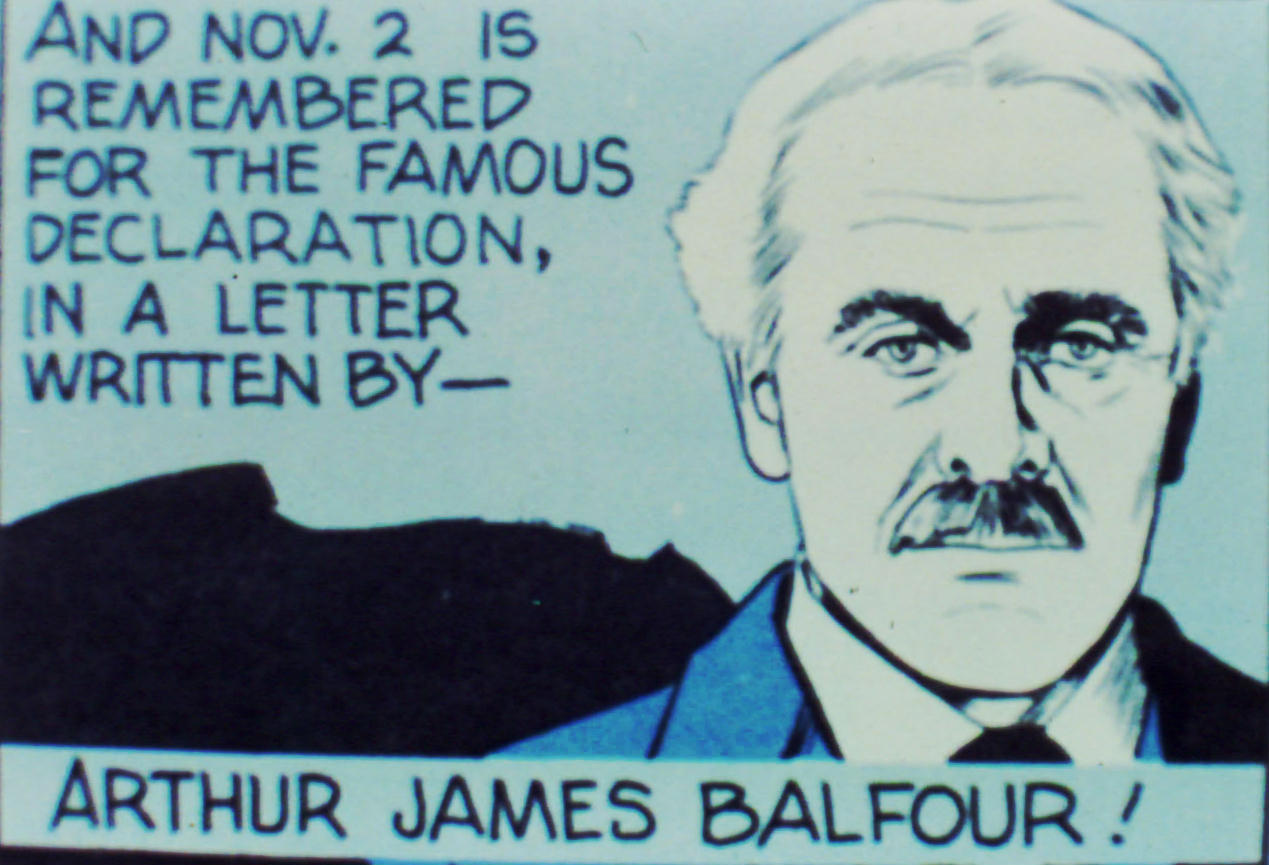 AND NOV. 2 IS
REMEMBERED
FOR THE FAMOUS
DECLARATION,
IN A LETTER
WRITTEN BY—
ARTHUR JAMES BALFOUR!